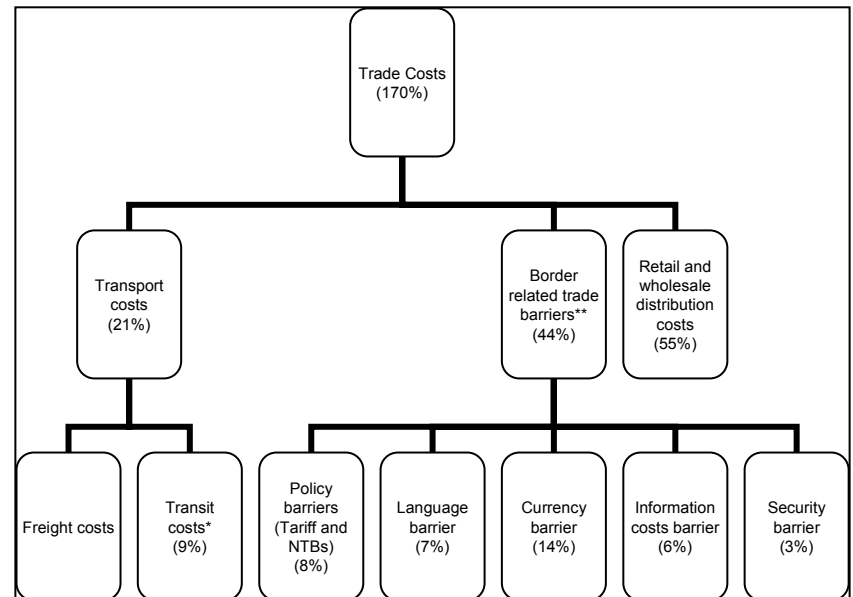 Trade Costs
(170%)
Transport
costs
(21%)
Border
related trade
barriers**
(44%)
Retail and
wholesale
distribution
costs
(55%)
Freight costs
Transit
costs*
(9%)
Policy
barriers
(Tariff and
NTBs)
(8%)
Language
barrier
(7%)
Currency
barrier
(14%)
Information
costs barrier
(6%)
Security
barrier
(3%)